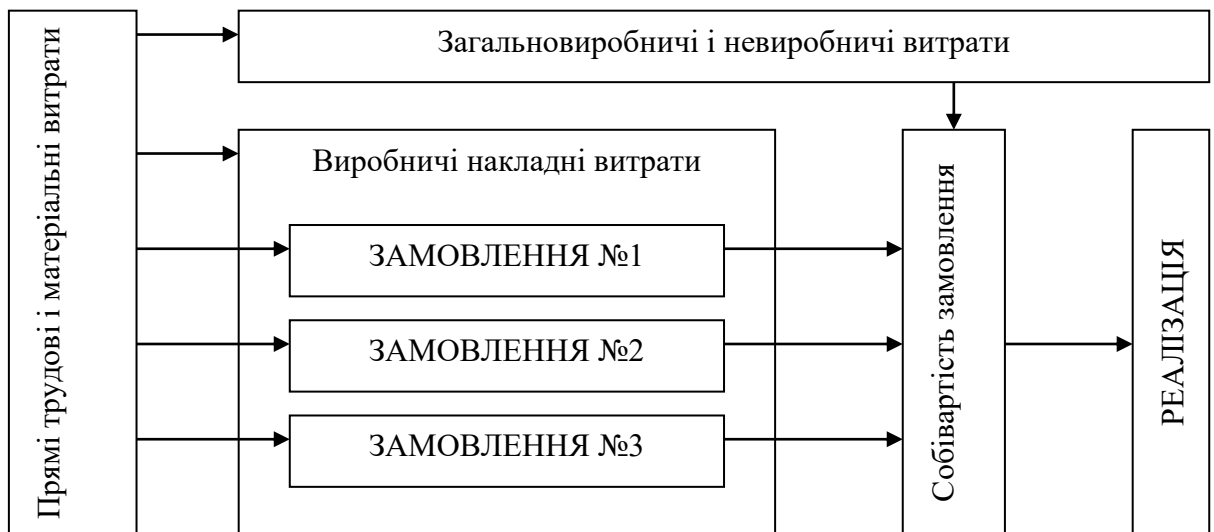 Прямі трудові і матеріальні витрати
Загальновиробничі і невиробничі витрати
Виробничі накладні витрати
ЗАМОВЛЕННЯ №1
ЗАМОВЛЕННЯ №2
ЗАМОВЛЕННЯ №3
Собівартість замовлення
РЕАЛІЗАЦІЯ